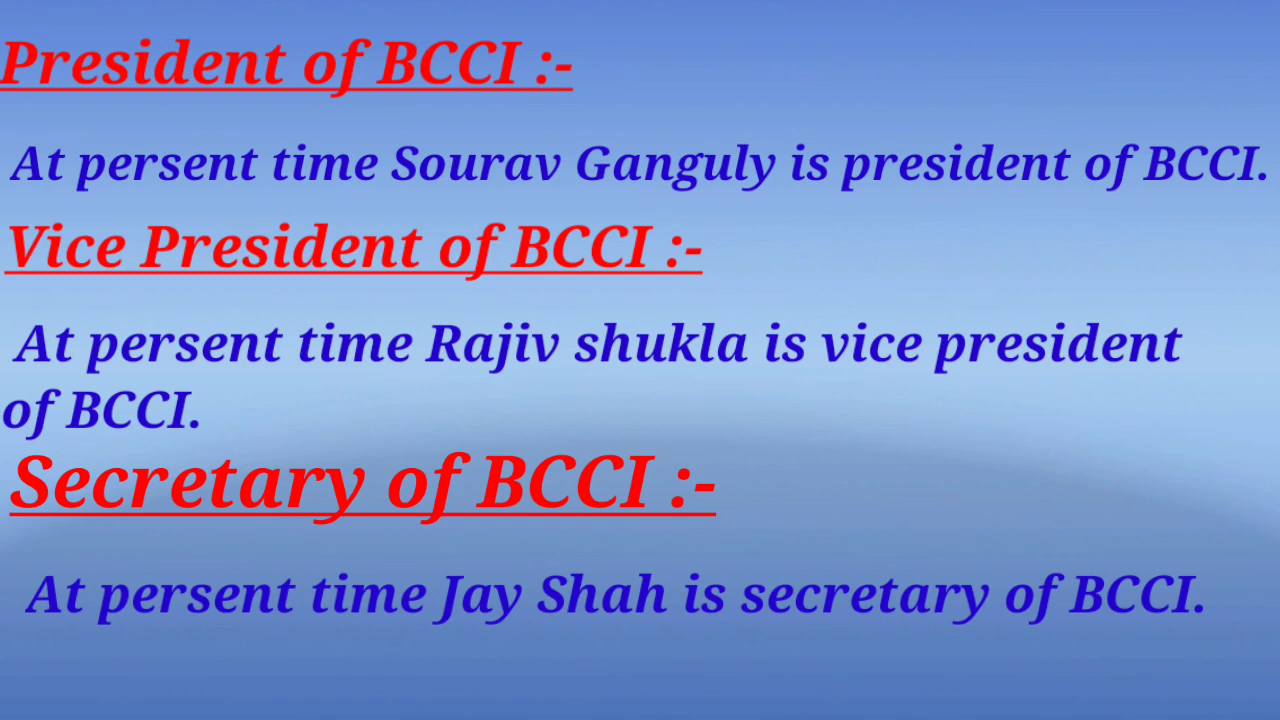 President of BCCI :-
At persent time Sourav Ganguly is president of BCCI.
Vice President of BCCI :-
At persent time Rajiv shukla is vice president
of BCCI.
Secretary of BCCI :-
At persent time Jay Shah is secretary of BCCI.